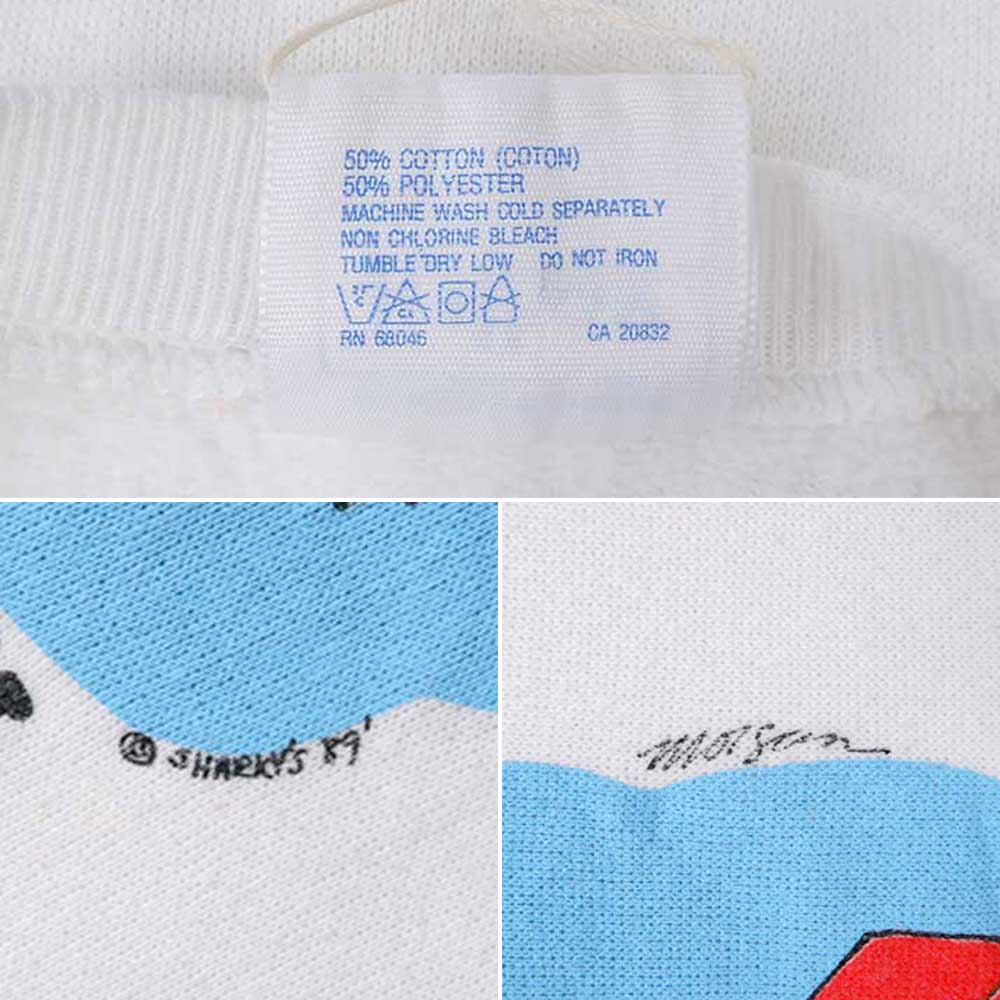 50% COTTON (COTON)
50% POLYESTER
MACHINE WASH COLD SEPARATELY
NON CHLORINE BLEACH
TUMBLE DRY LOW DO NOT IRON
RN 68046 CA 20832
© SHARKY'S 89'
Morgan